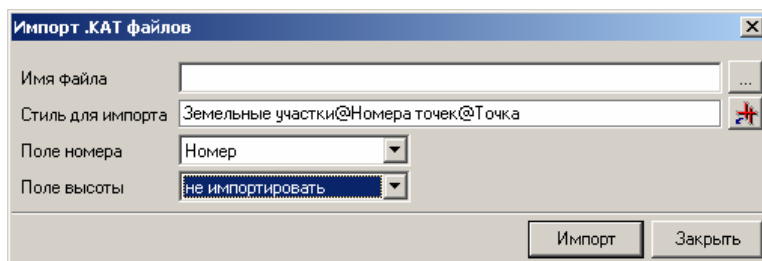 Импорт .КАТ файлов
Имя файла ...
Стиль для импорта Земельные участки@Номера точек@Точка
Поле номера Номер
Поле высоты не импортировать
Импорт Закрыть